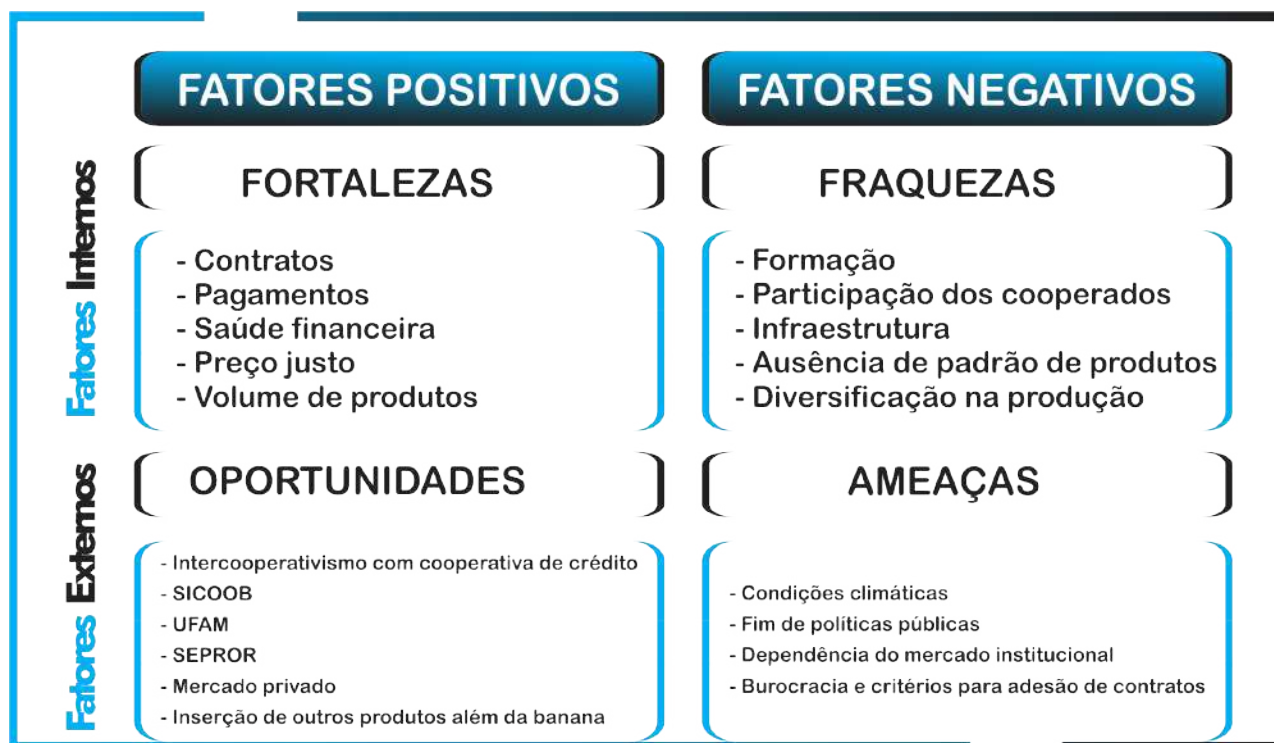 FATORES POSITIVOS
FATORES NEGATIVOS
Fatores Internos
FORTALEZAS
- Contratos
- Pagamentos
- Saúde financeira
- Preço justo
- Volume de produtos
FRAQUEZAS
- Formação
- Participação dos cooperados
- Infraestrutura
- Ausência de padrão de produtos
- Diversificação na produção
Fatores Externos
OPORTUNIDADES
- Intercooperativismo com cooperativa de crédito
- SICOOB
- UFAM
- SEPROR
- Mercado privado
- Inserção de outros produtos além da banana
AMEAÇAS
- Condições climáticas
- Fim de políticas públicas
- Dependência do mercado institucional
- Burocracia e critérios para adesão de contratos